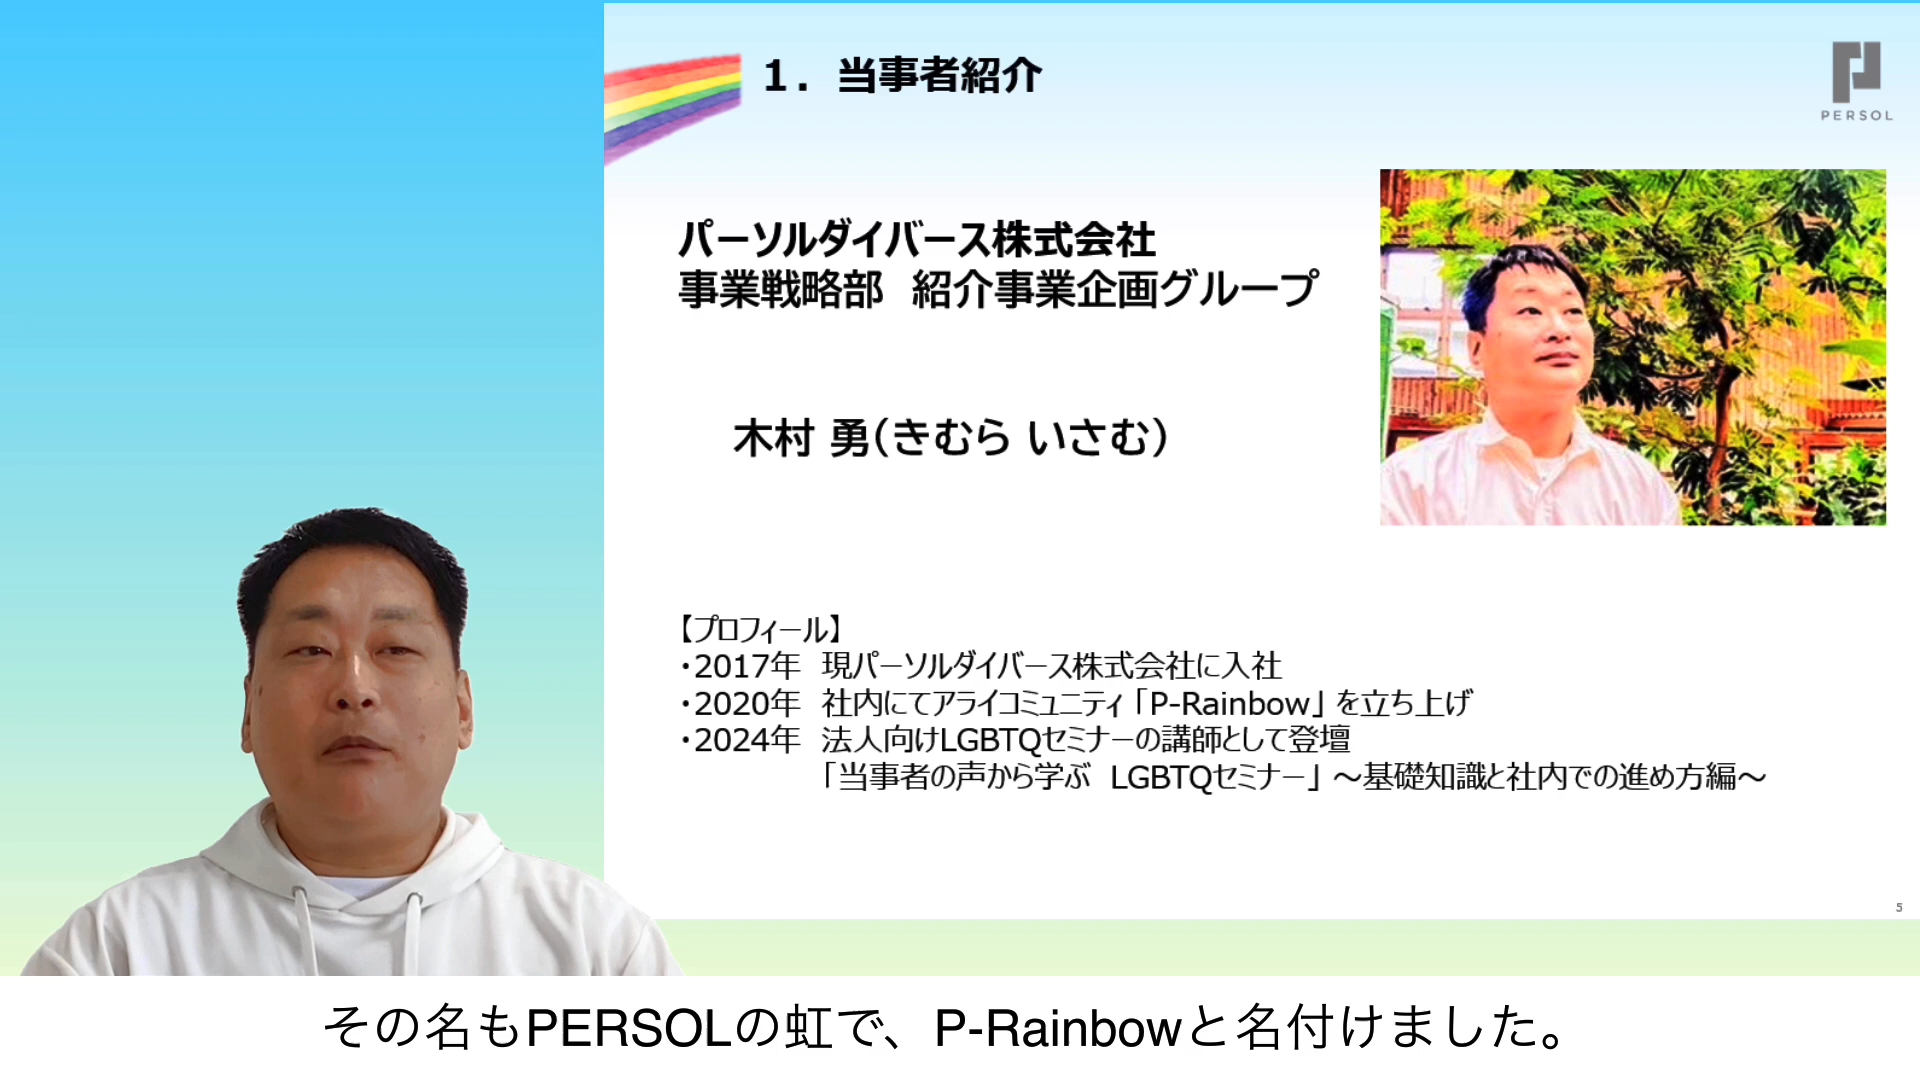 1．当事者紹介
PERSOL
パーソルダイバース株式会社
事業戦略部　紹介事業企画グループ
木村 勇（きむら いさむ）
【プロフィール】
・2017年　現パーソルダイバース株式会社に入社
・2020年　社内にてアライコミュニティ「P-Rainbow」を立ち上げ
・2024年　法人向けLGBTQセミナーの講師として登壇
「当事者の声から学ぶ　LGBTQセミナー」～基礎知識と社内での進め方編～
5
その名もPERSOLの虹で、P-Rainbowと名付けました。